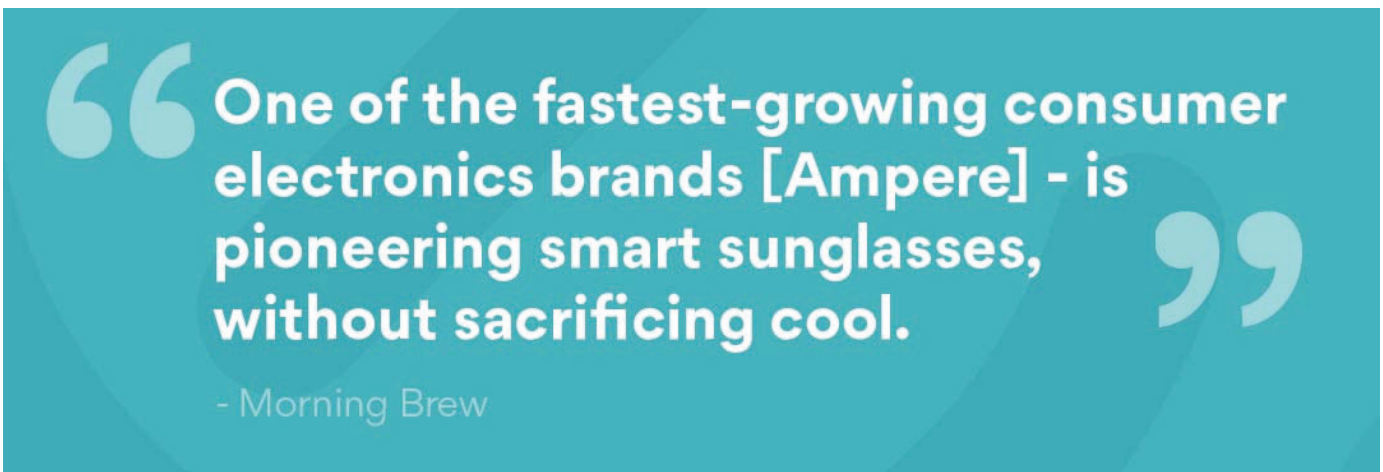 One of the fastest-growing consumer
electronics brands [Ampere] - is
pioneering smart sunglasses,
without sacrificing cool.
- Morning Brew